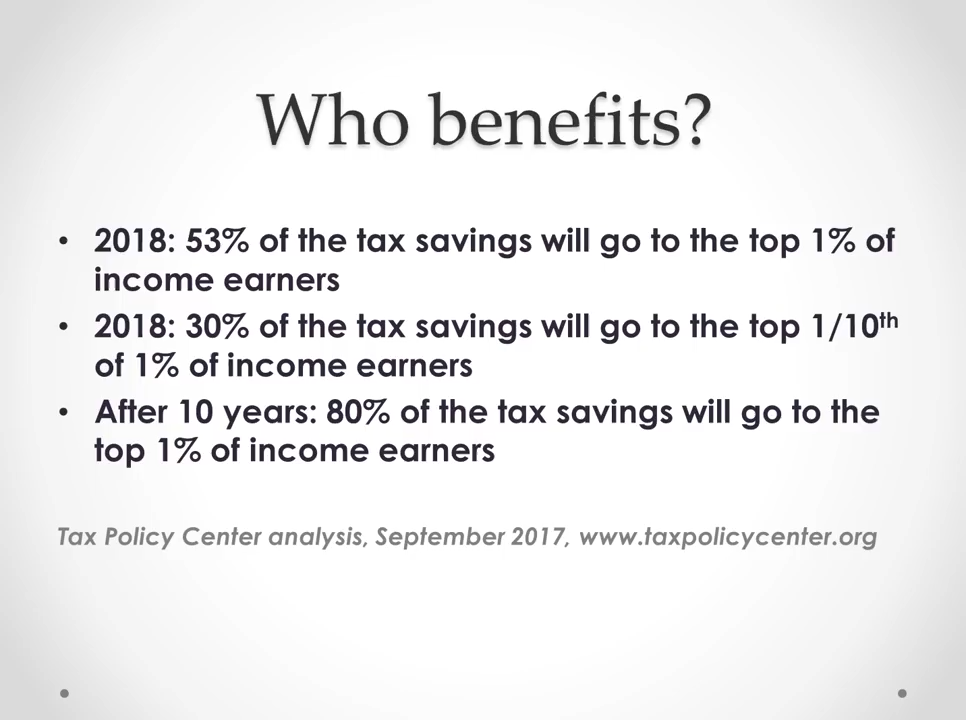 Who benefits?
• 2018: 53% of the tax savings will go to the top 1% of
income earners
• 2018: 30% of the tax savings will go to the top 1/10th
of 1% of income earners
• After 10 years: 80% of the tax savings will go to the
top 1% of income earners
Tax Policy Center analysis, September 2017, www.taxpolicycenter.org